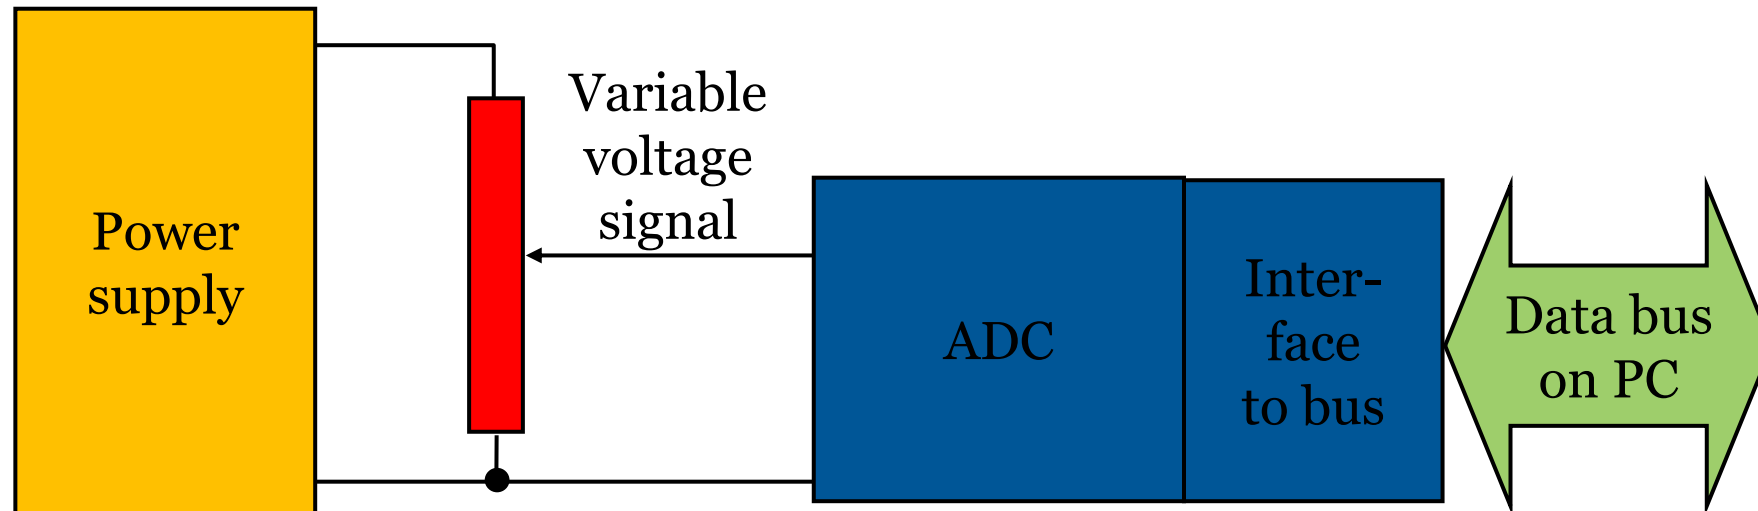 Power
supply
Variable
voltage
signal
ADC
Inter-
face
to bus
Data bus
on PC